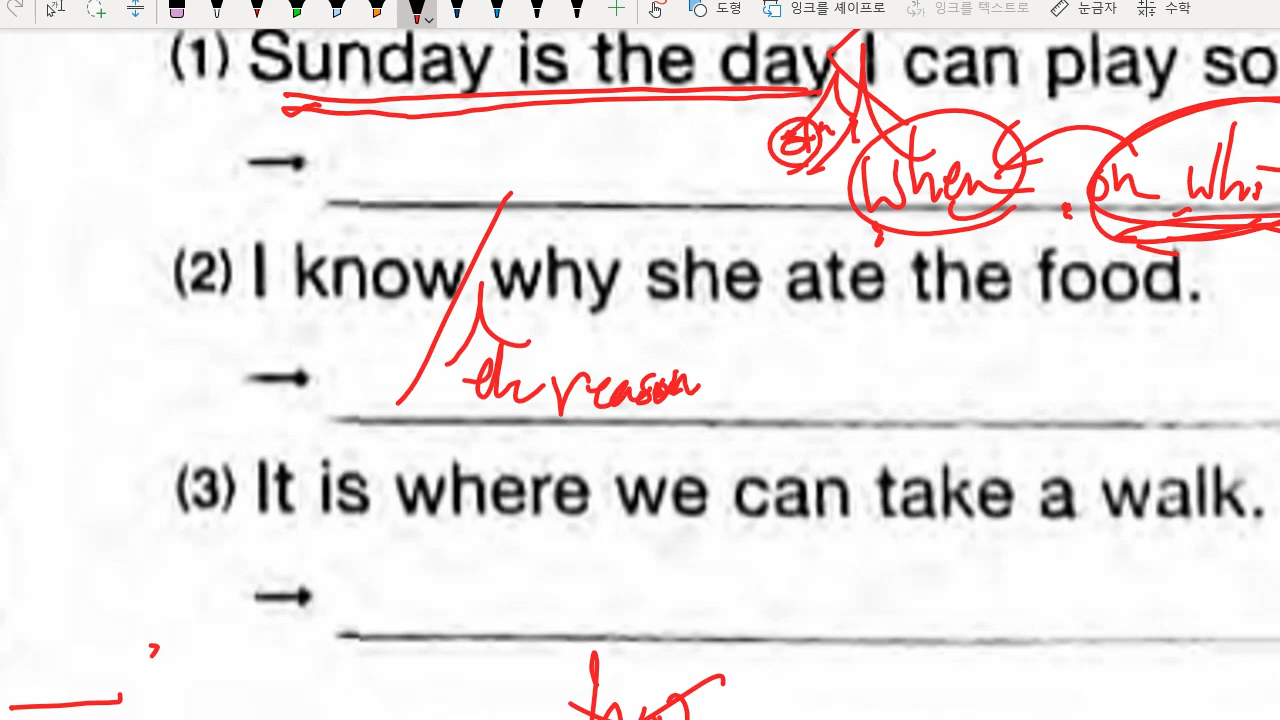 도형 잉크를 셰이프로 잉크를 텍스트로 눈금자 수학
(1) Sunday is the day I can play so
when on whi
(2) I know why she ate the food.
the reason
(3) It is where we can take a walk.